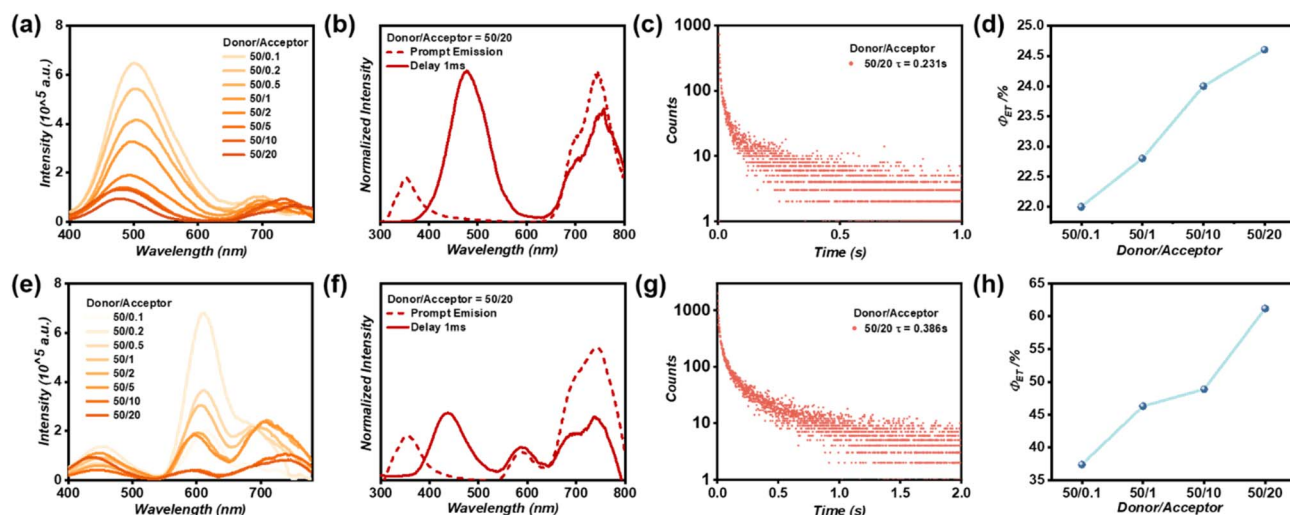 (a)
8
6
4
2
0
Intensity (10^5 a.u.)
Donor/Acceptor
50/0.1
50/0.2
50/0.5
50/1
50/2
50/5
50/10
50/20
400 500 600 700
Wavelength (nm)
(b)
Normalized Intensity
Donor/Acceptor = 50/20
Prompt Emission
Delay 1ms
300 400 500 600 700 800
Wavelength (nm)
(c)
1000
100
10
1
Counts
Donor/Acceptor
50/20 τ = 0.231s
0.0 0.5 1.0
Time (s)
(d)
25.0
24.5
24.0
23.5
23.0
22.5
22.0
Φ_ET /%
50/0.1 50/1 50/10 50/20
Donor/Acceptor
(e)
8
6
4
2
0
Intensity (10^5 a.u.)
Donor/Acceptor
50/0.1
50/0.2
50/0.5
50/1
50/2
50/5
50/10
50/20
400 500 600 700
Wavelength (nm)
(f)
Normalized Intensity
Donor/Acceptor = 50/20
Prompt Emision
Delay 1ms
300 400 500 600 700 800
Wavelength (nm)
(g)
1000
100
10
1
Counts
Donor/Acceptor
50/20 τ = 0.386s
0.0 0.5 1.0 1.5 2.0
Time (s)
(h)
65
60
55
50
45
40
35
Φ_ET /%
50/0.1 50/1 50/10 50/20
Donor/Acceptor